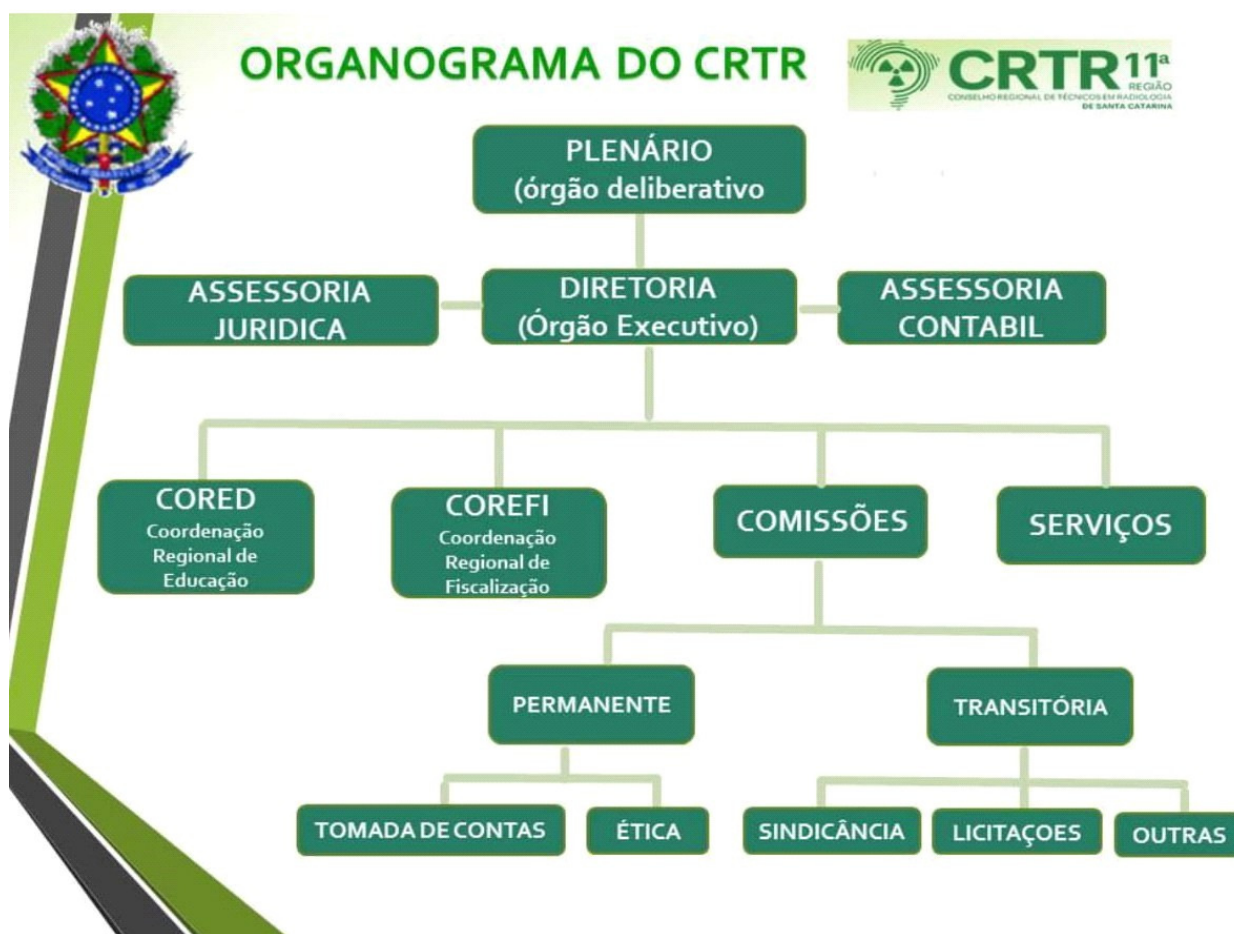 ORGANOGRAMA DO CRTR
CRTR 11ª
REGIÃO
CONSELHO REGIONAL DE TÉCNICOS EM RADIOLOGIA
DE SANTA CATARINA
PLENÁRIO
(órgão deliberativo
ASSESSORIA
JURIDICA
DIRETORIA
(Órgão Executivo)
ASSESSORIA
CONTABIL
CORED
Coordenação
Regional de
Educação
COREFI
Coordenação
Regional de
Fiscalização
COMISSÕES
SERVIÇOS
PERMANENTE
TRANSITÓRIA
TOMADA DE CONTAS
ÉTICA
SINDICÂNCIA
LICITAÇOES
OUTRAS